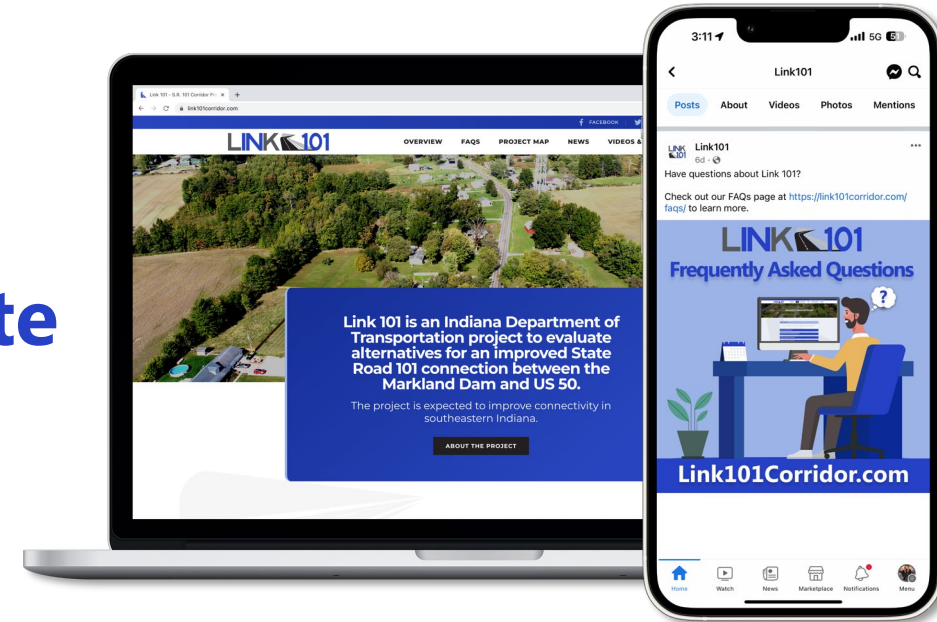 te
Link 101 - S.R. 101 Corridor Pr
link101corridor.com
FACEBOOK
LINK 101
OVERVIEW FAQS PROJECT MAP NEWS VIDEOS &
Link 101 is an Indiana Department of
Transportation project to evaluate
alternatives for an improved State
Road 101 connection between the
Markland Dam and US 50.
The project is expected to improve connectivity in
southeastern Indiana.
ABOUT THE PROJECT
3:11 5G 51
Link101
Posts About Videos Photos Mentions
LINK
101
Link101
6d ·
Have questions about Link 101?
Check out our FAQs page at https://link101corridor.com/
faqs/ to learn more.
LINK 101
Frequently Asked Questions
?
Link101Corridor.com
Home Watch News Marketplace Notifications Menu